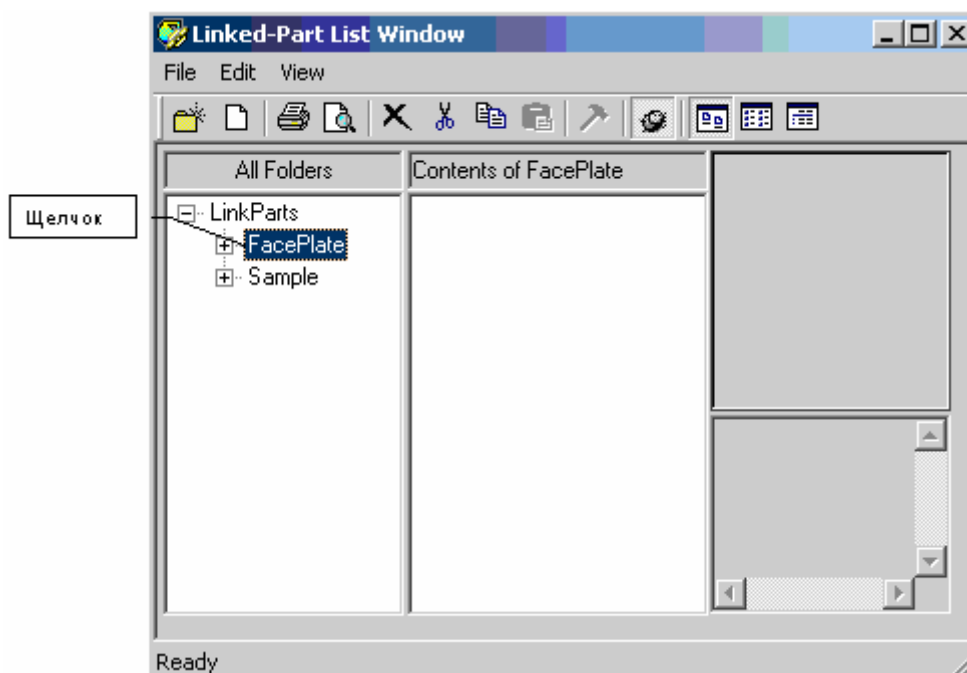 Linked-Part List Window
File Edit View
All Folders
Contents of FacePlate
Щелчок
LinkParts
FacePlate
Sample
Ready